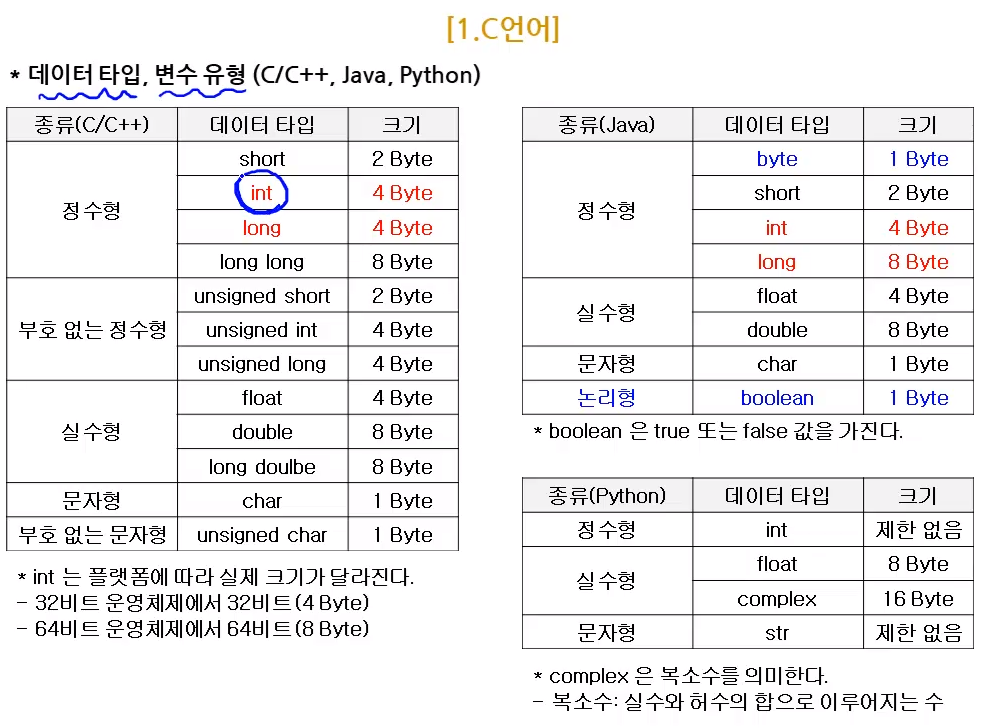 [1.C언어]
* 데이터 타입, 변수 유형 (C/C++, Java, Python)
종류(C/C++) 데이터 타입 크기
정수형
short 2 Byte
int 4 Byte
long 4 Byte
long long 8 Byte
부호 없는 정수형
unsigned short 2 Byte
unsigned int 4 Byte
unsigned long 4 Byte
실수형
float 4 Byte
double 8 Byte
long doulbe 8 Byte
문자형 char 1 Byte
부호 없는 문자형 unsigned char 1 Byte
* int 는 플랫폼에 따라 실제 크기가 달라진다.
- 32비트 운영체제에서 32비트(4 Byte)
- 64비트 운영체제에서 64비트(8 Byte)
종류(Java) 데이터 타입 크기
정수형
byte 1 Byte
short 2 Byte
int 4 Byte
long 8 Byte
실수형
float 4 Byte
double 8 Byte
문자형 char 1 Byte
논리형 boolean 1 Byte
* boolean 은 true 또는 false 값을 가진다.
종류(Python) 데이터 타입 크기
정수형 int 제한 없음
실수형
float 8 Byte
complex 16 Byte
문자형 str 제한 없음
* complex 은 복소수를 의미한다.
- 복소수: 실수와 허수의 합으로 이루어지는 수